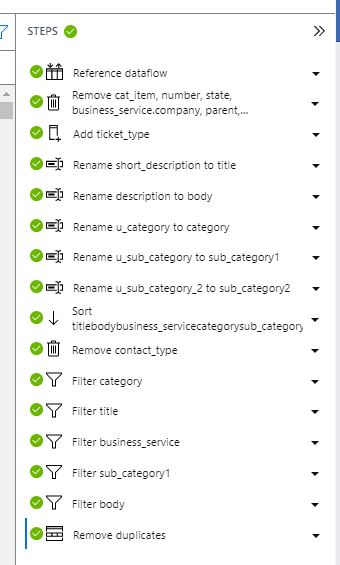 STEPS
Reference dataflow
Remove cat_item, number, state,
business_service.company, parent,...
Add ticket_type
Rename short_description to title
Rename description to body
Rename u_category to category
Rename u_sub_category to sub_category1
Rename u_sub_category_2 to sub_category2
Sort
titlebodybusiness_servicecategorysub_category
Remove contact_type
Filter category
Filter title
Filter business_service
Filter sub_category1
Filter body
Remove duplicates